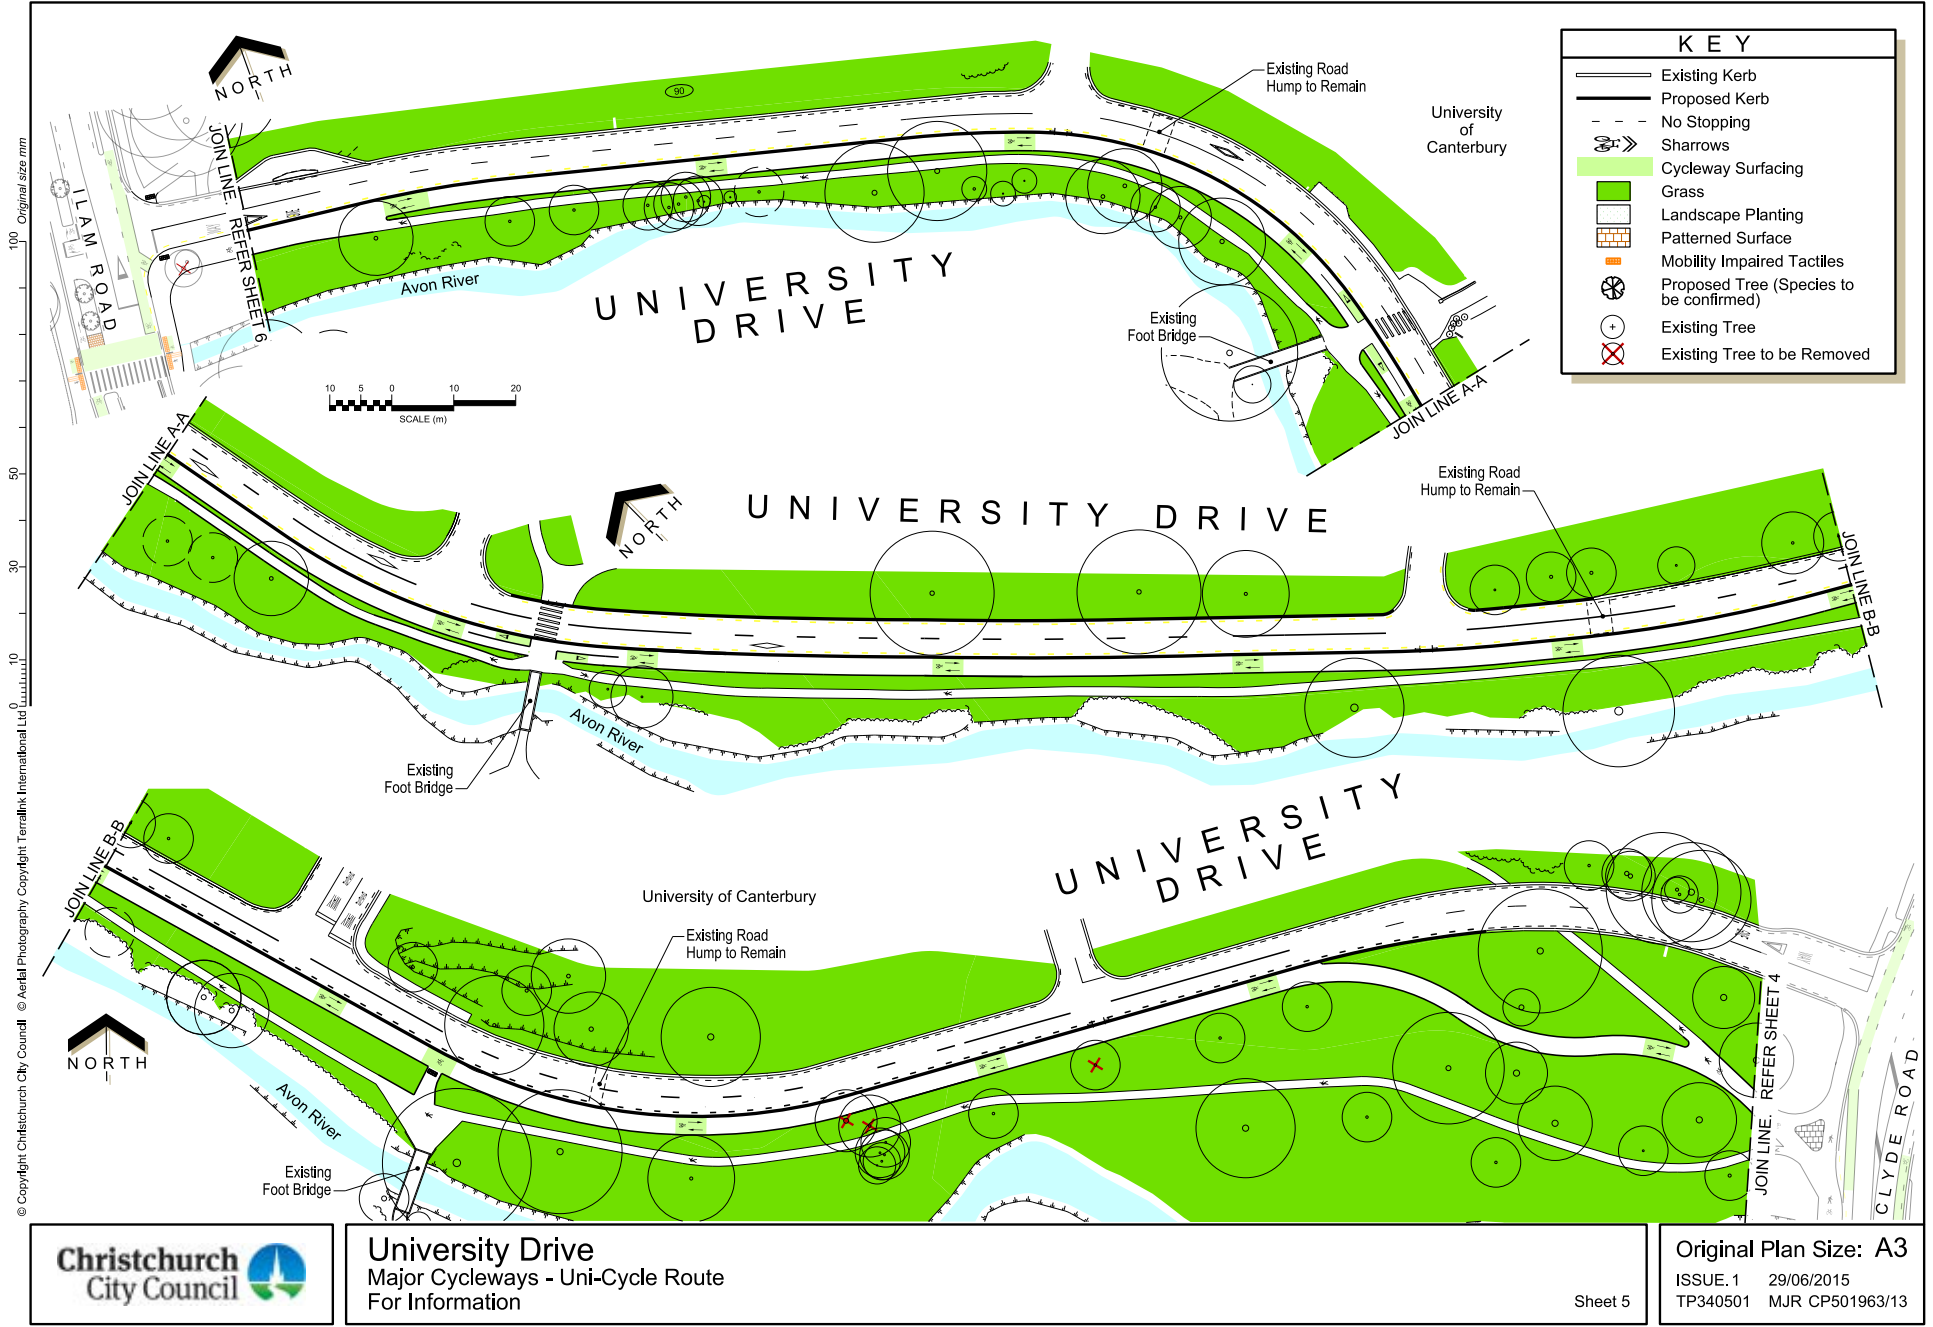 NORTH
JOIN LINE. REFER SHEET 6
ILAM ROAD
90
Existing Road
Hump to Remain
University
of
Canterbury
Avon River
UNIVERSITY
DRIVE
Existing
Foot Bridge
JOIN LINE A-A
10 5 0 10 20
SCALE (m)
KEY
Existing Kerb
Proposed Kerb
No Stopping
Sharrows
Cycleway Surfacing
Grass
Landscape Planting
Patterned Surface
Mobility Impaired Tactiles
Proposed Tree (Species to
be confirmed)
Existing Tree
Existing Tree to be Removed
JOIN LINE A-A
NORTH
UNIVERSITY DRIVE
Existing Road
Hump to Remain
JOIN LINE B-B
Avon River
Existing
Foot Bridge
JOIN LINE B-B
NORTH
University of Canterbury
Existing Road
Hump to Remain
UNIVERSITY
DRIVE
Avon River
Existing
Foot Bridge
JOIN LINE. REFER SHEET 4
CLYDE ROAD
Original size mm
100
50
30
10
0
© Copyright Christchurch City Council © Aerial Photography Copyright Terralink International Ltd
Christchurch
City Council
University Drive
Major Cycleways - Uni-Cycle Route
For Information
Sheet 5
Original Plan Size: A3
ISSUE.1 29/06/2015
TP340501 MJR CP501963/13